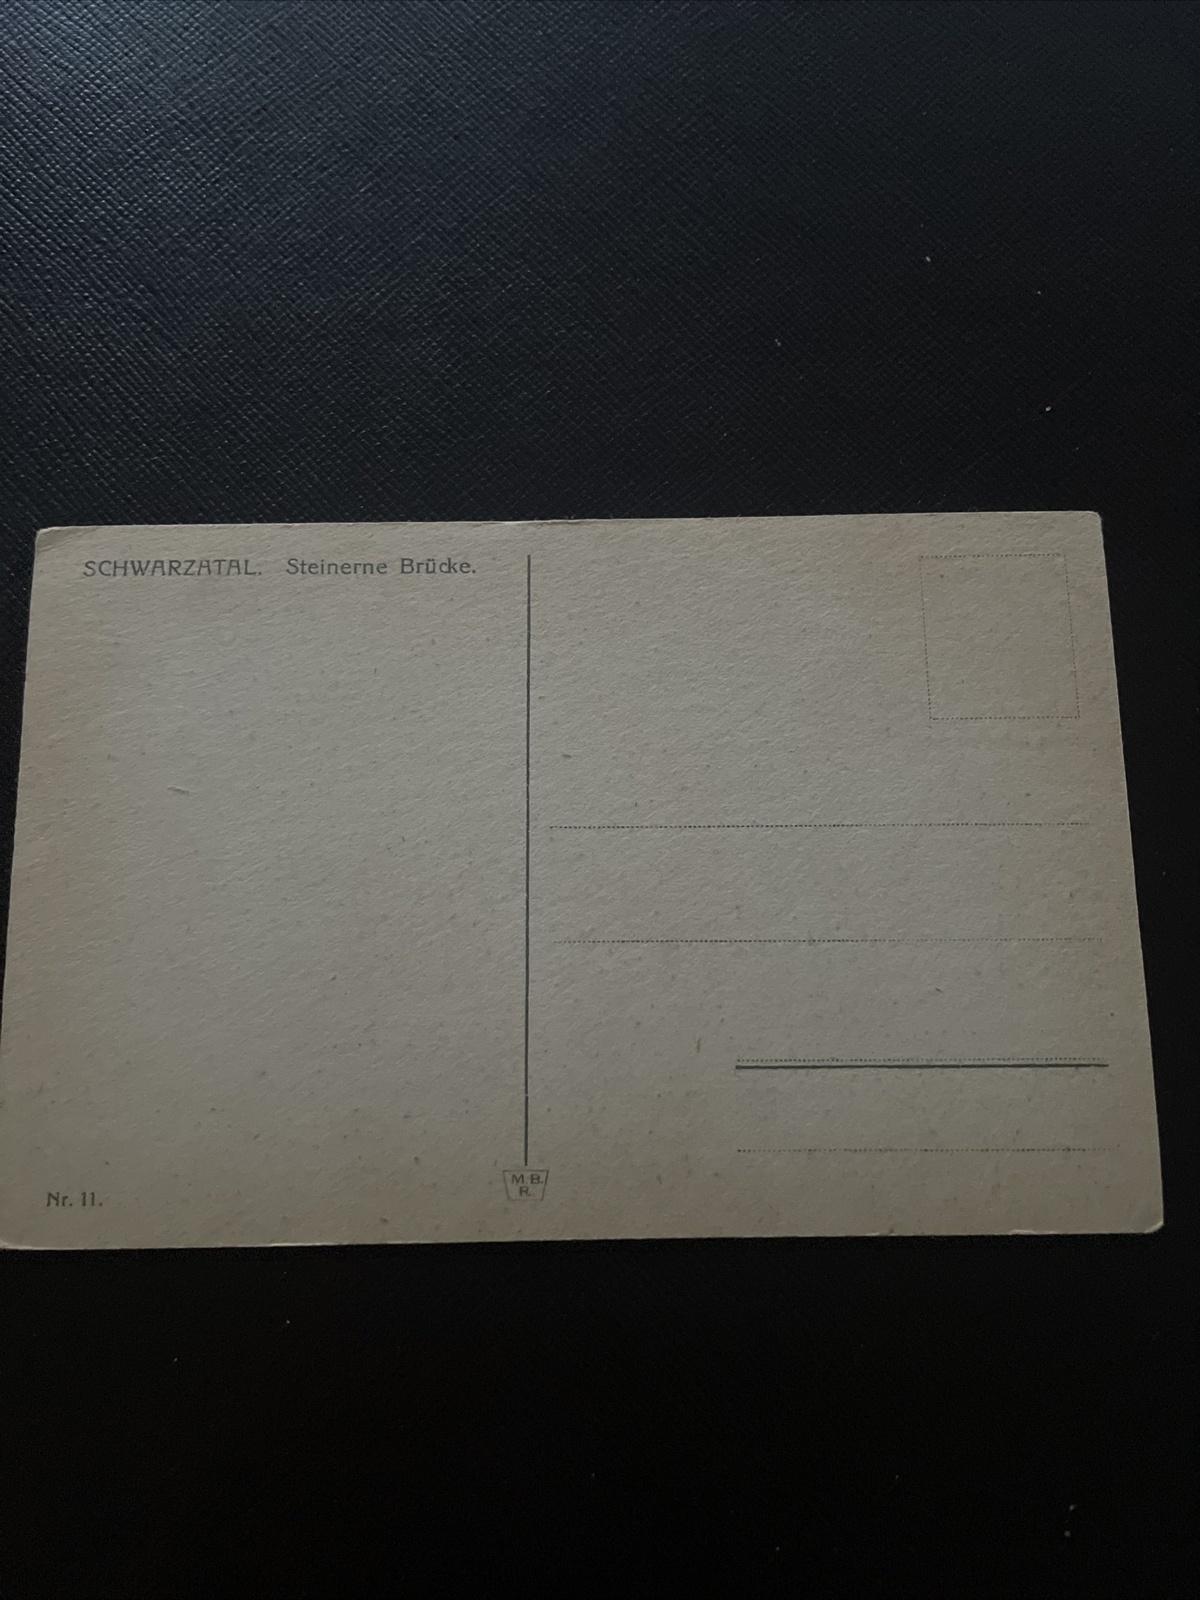 SCHWARZATAL. Steinerne Brücke.
Nr. 11.
M. B.
R.